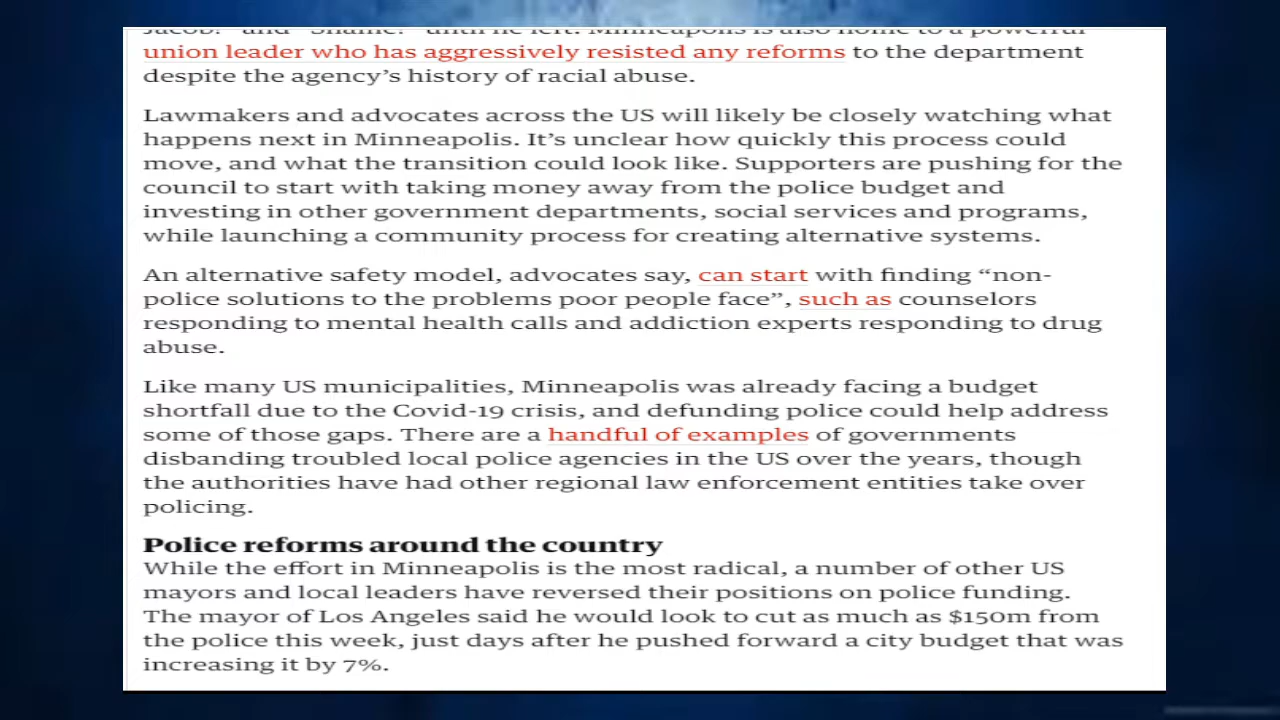 Jacob!" and "Shame!" until he left. Minneapolis is also home to a powerful
union leader who has aggressively resisted any reforms to the department
despite the agency’s history of racial abuse.
Lawmakers and advocates across the US will likely be closely watching what
happens next in Minneapolis. It’s unclear how quickly this process could
move, and what the transition could look like. Supporters are pushing for the
council to start with taking money away from the police budget and
investing in other government departments, social services and programs,
while launching a community process for creating alternative systems.
An alternative safety model, advocates say, can start with finding “non-
police solutions to the problems poor people face”, such as counselors
responding to mental health calls and addiction experts responding to drug
abuse.
Like many US municipalities, Minneapolis was already facing a budget
shortfall due to the Covid-19 crisis, and defunding police could help address
some of those gaps. There are a handful of examples of governments
disbanding troubled local police agencies in the US over the years, though
the authorities have had other regional law enforcement entities take over
policing.
Police reforms around the country
While the effort in Minneapolis is the most radical, a number of other US
mayors and local leaders have reversed their positions on police funding.
The mayor of Los Angeles said he would look to cut as much as $150m from
the police this week, just days after he pushed forward a city budget that was
increasing it by 7%.